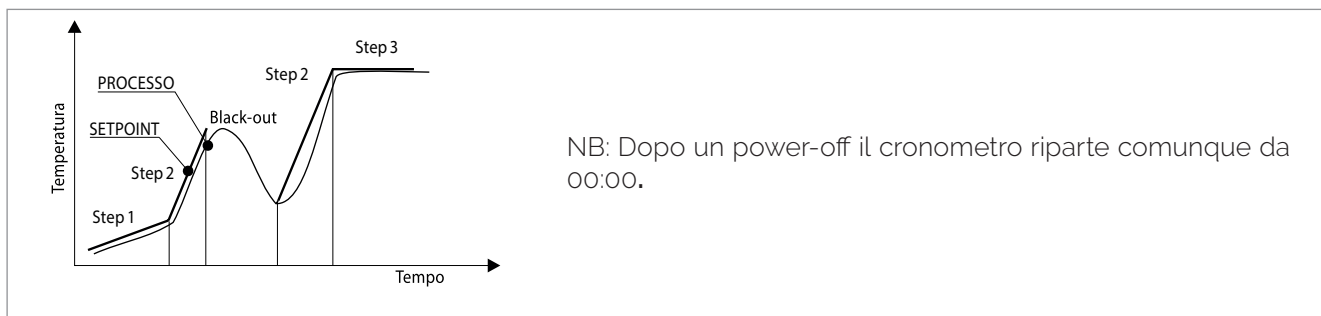 Step 3
Step 2
PROCESSO
Black-out
SETPOINT
Step 2
Step 1
Temperatura
Tempo
NB: Dopo un power-off il cronometro riparte comunque da
00:00.